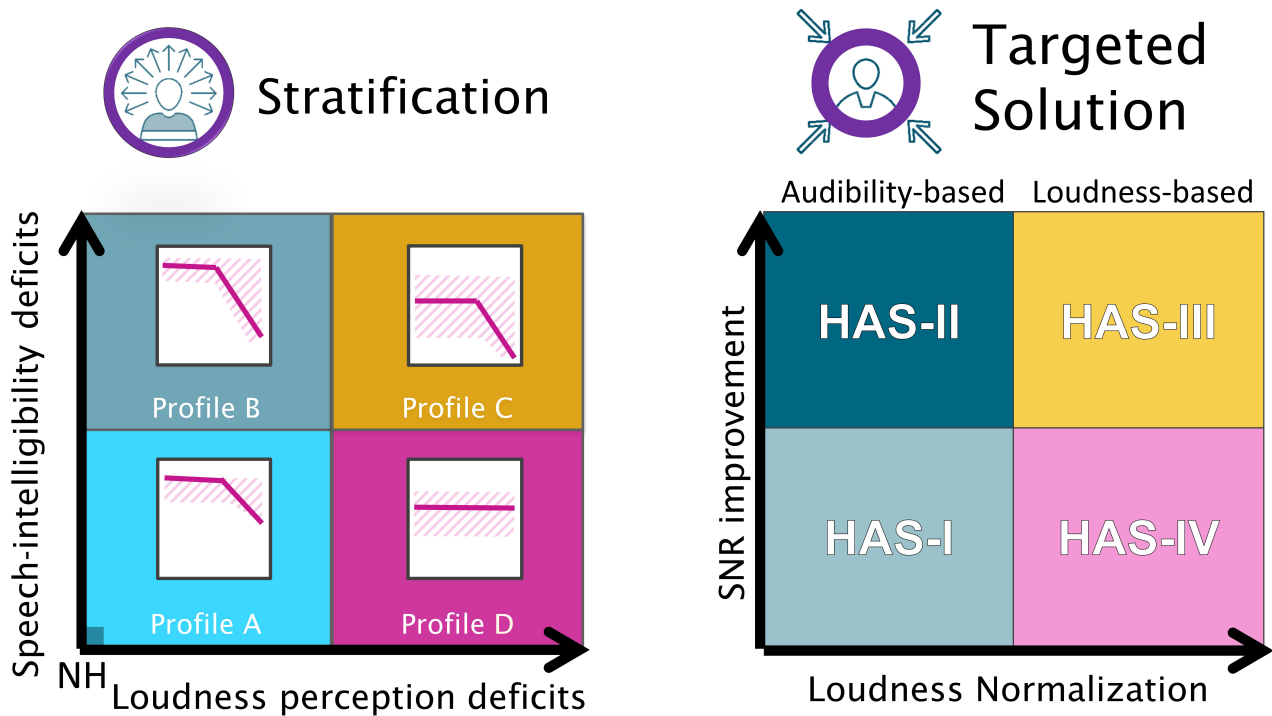 Stratification
Speech-intelligibility deficits
Profile B
Profile C
Profile A
Profile D
NH
Loudness perception deficits
Targeted
Solution
Audibility-based
Loudness-based
SNR improvement
HAS-II
HAS-III
HAS-I
HAS-IV
Loudness Normalization